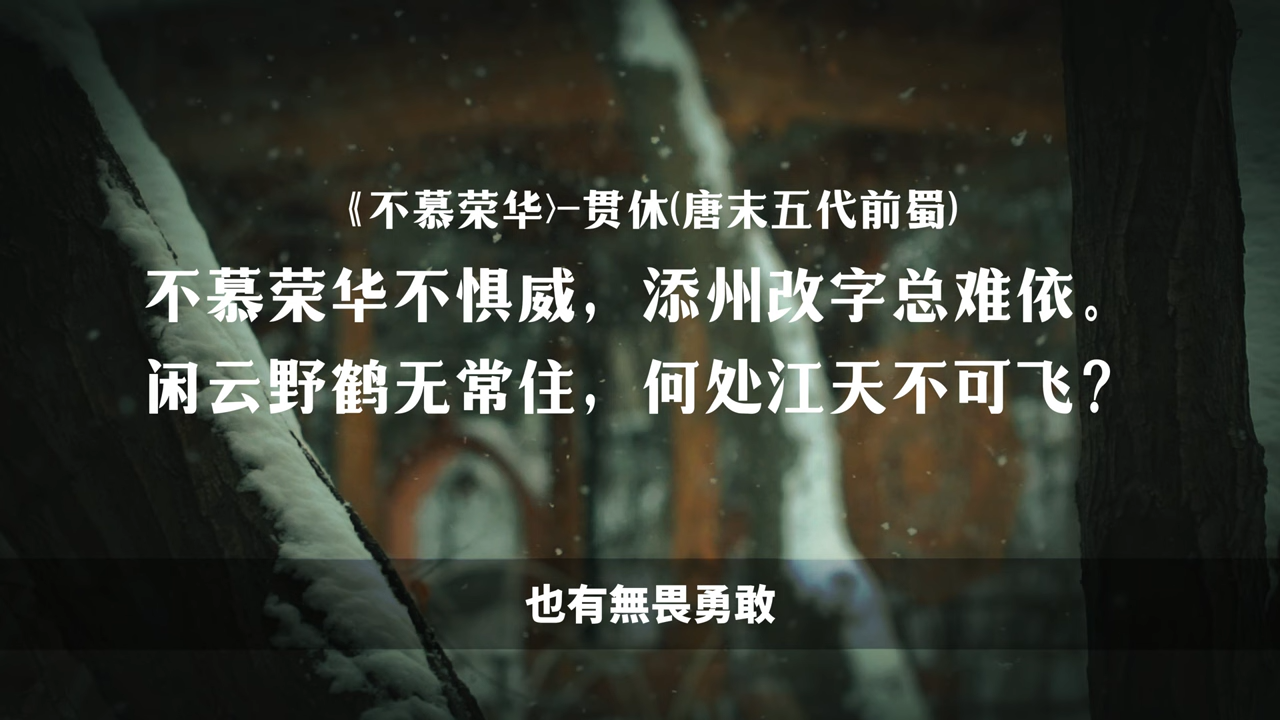 《不慕荣华》-贯休(唐末五代前蜀)
不慕荣华不惧威，添州改字总难依。
闲云野鹤无常住，何处江天不可飞？
也有無畏勇敢